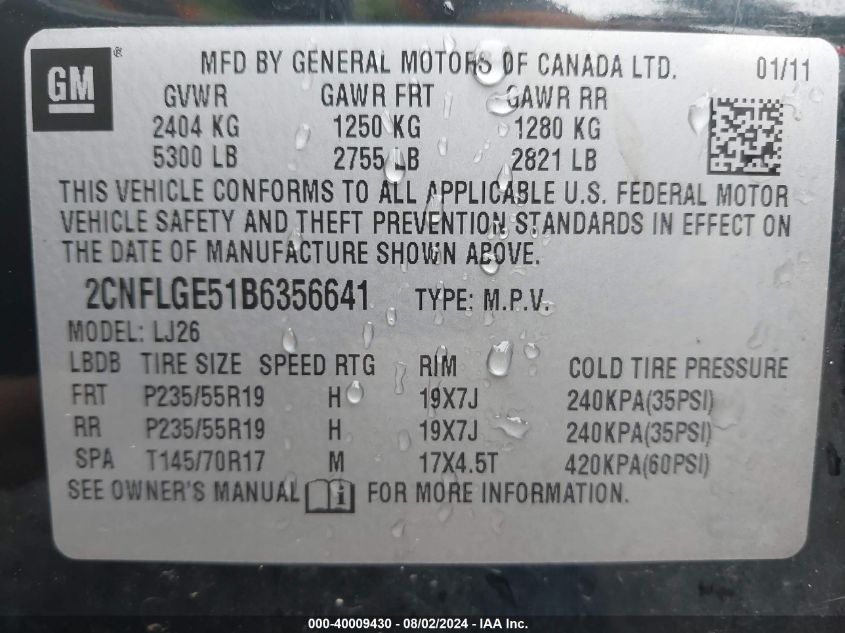 GM ® MFD BY GENERAL MOTORS OF CANADA LTD. 01/11
GVWR GAWR FRT GAWR RR
2404 KG 1250 KG 1280 KG
5300 LB 2755 LB 2821 LB
THIS VEHICLE CONFORMS TO ALL APPLICABLE U.S. FEDERAL MOTOR
VEHICLE SAFETY AND THEFT PREVENTION STANDARDS IN EFFECT ON
THE DATE OF MANUFACTURE SHOWN ABOVE.
2CNFLGE51B6356641 TYPE: M.P.V.
MODEL: LJ26
LBDB TIRE SIZE SPEED RTG RIM COLD TIRE PRESSURE
FRT P235/55R19 H 19X7J 240KPA(35PSI)
RR P235/55R19 H 19X7J 240KPA(35PSI)
SPA T145/70R17 M 17X4.5T 420KPA(60PSI)
SEE OWNER'S MANUAL i FOR MORE INFORMATION.
000-40009430 - 08/02/2024 - IAA Inc.